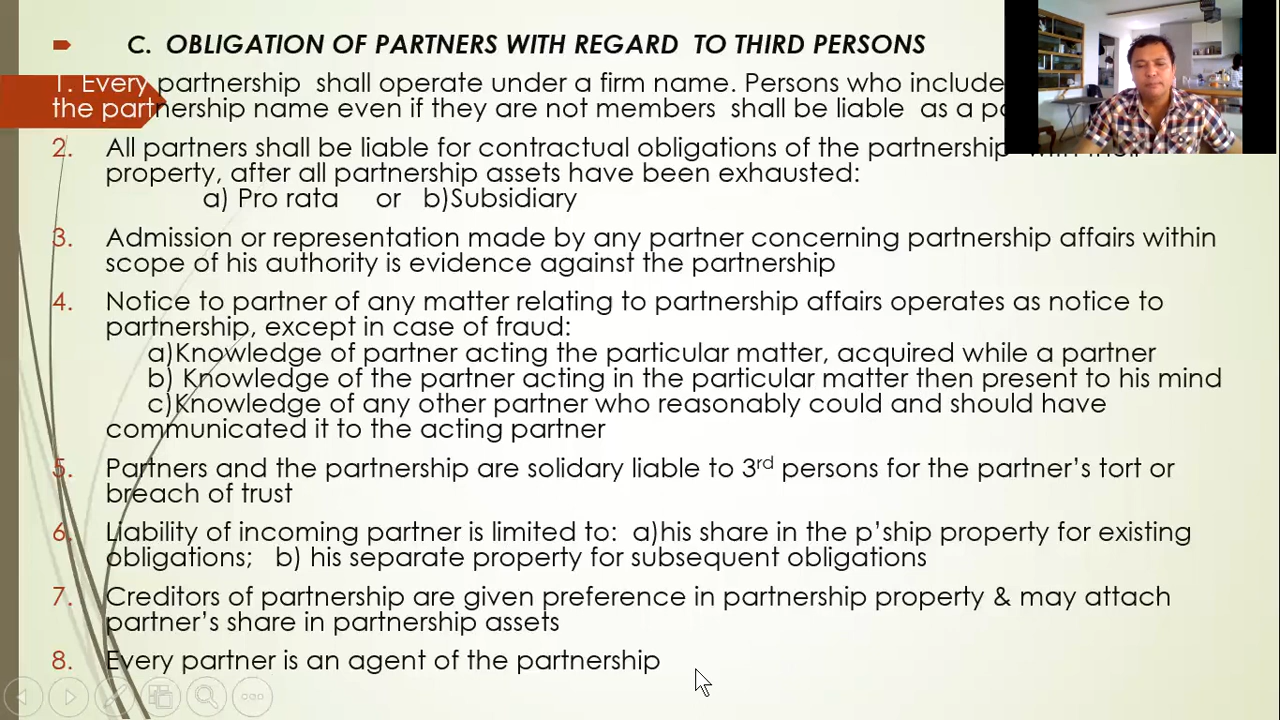 C. OBLIGATION OF PARTNERS WITH REGARD TO THIRD PERSONS
1. Every partnership shall operate under a firm name. Persons who include
the partnership name even if they are not members shall be liable as a
2. All partners shall be liable for contractual obligations of the partnership with their
property, after all partnership assets have been exhausted:
a) Pro rata or b)Subsidiary
3. Admission or representation made by any partner concerning partnership affairs within
scope of his authority is evidence against the partnership
4. Notice to partner of any matter relating to partnership affairs operates as notice to
partnership, except in case of fraud:
a)Knowledge of partner acting the particular matter, acquired while a partner
b) Knowledge of the partner acting in the particular matter then present to his mind
c)Knowledge of any other partner who reasonably could and should have
communicated it to the acting partner
5. Partners and the partnership are solidary liable to 3rd persons for the partner's tort or
breach of trust
6. Liability of incoming partner is limited to: a)his share in the p'ship property for existing
obligations; b) his separate property for subsequent obligations
7. Creditors of partnership are given preference in partnership property & may attach
partner's share in partnership assets
8. Every partner is an agent of the partnership